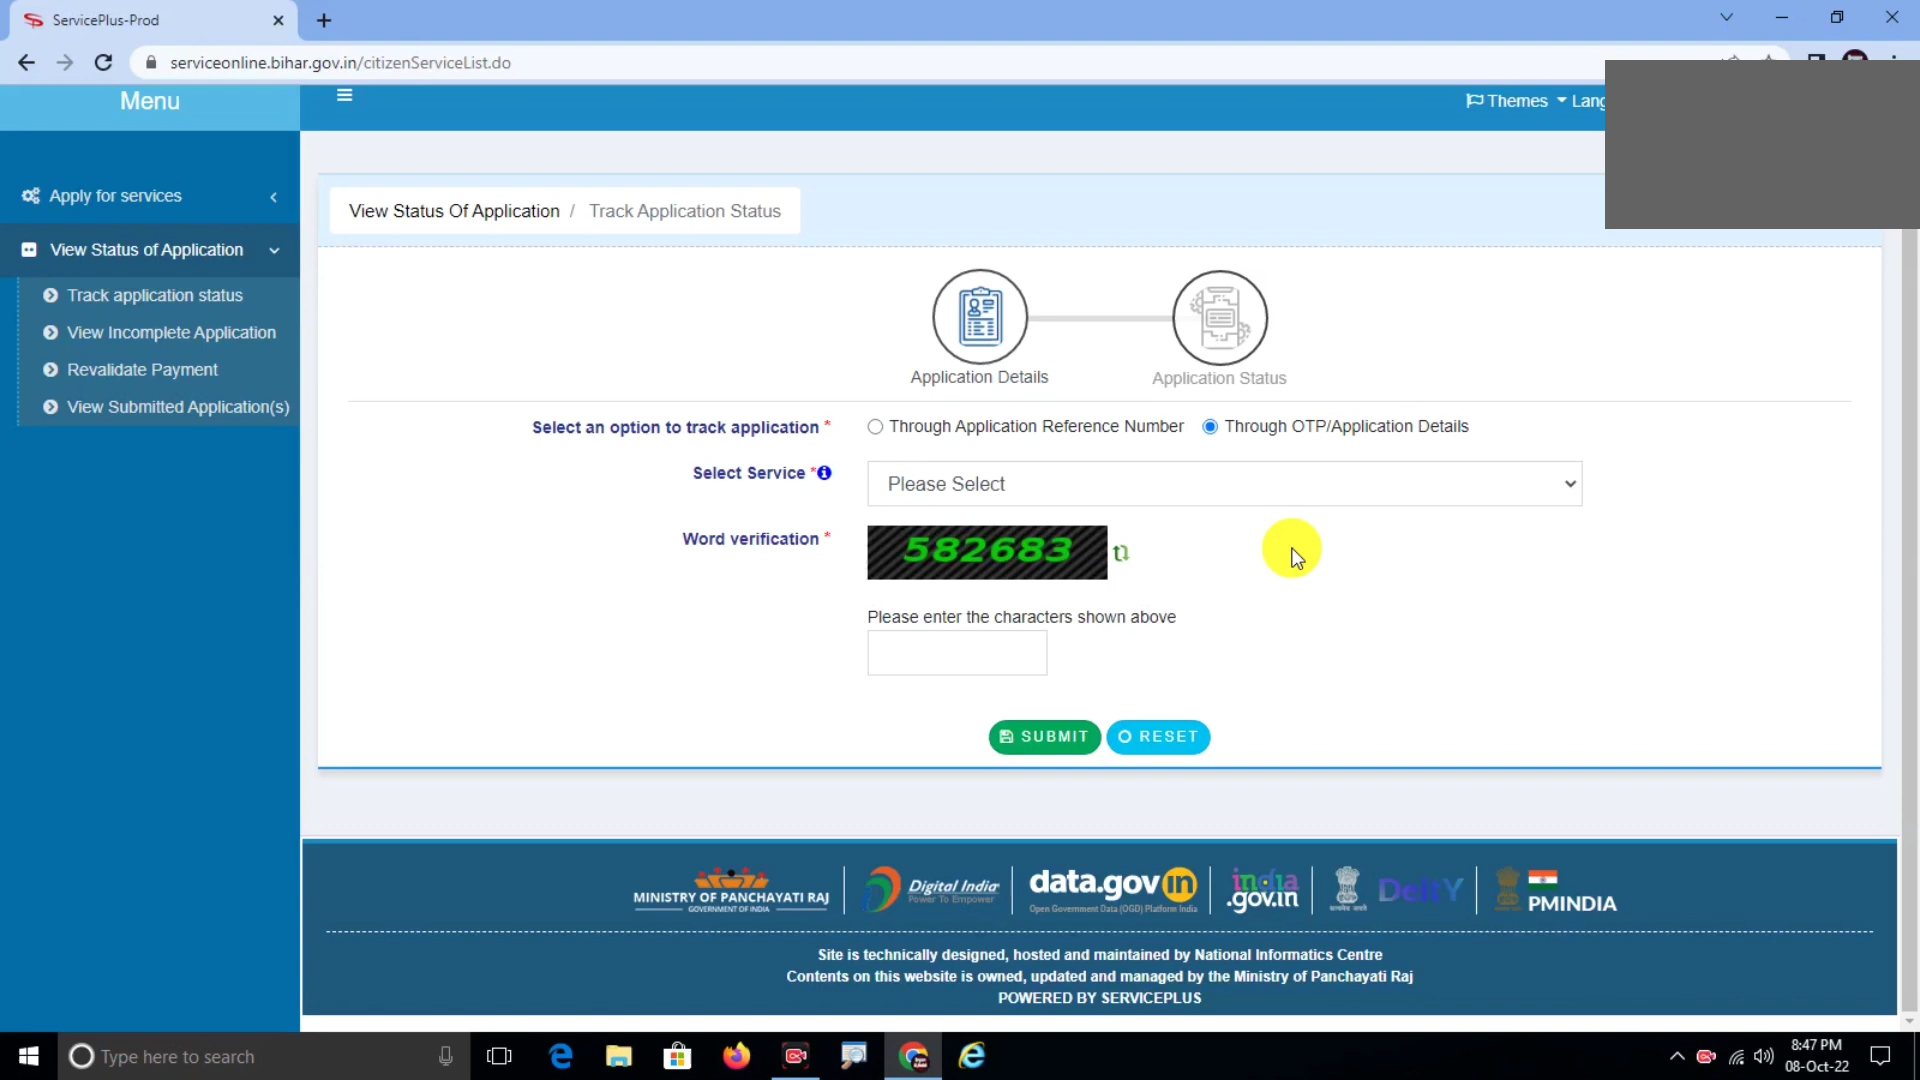 ServicePlus-Prod
serviceonline.bihar.gov.in/citizenServiceList.do
Menu
Themes Lang
Apply for services
View Status of Application
Track application status
View Incomplete Application
Revalidate Payment
View Submitted Application(s)
View Status Of Application / Track Application Status
Application Details
Application Status
Select an option to track application *
Through Application Reference Number
Through OTP/Application Details
Select Service *
Please Select
Word verification *
582683
Please enter the characters shown above
SUBMIT
RESET
MINISTRY OF PANCHAYATI RAJ
GOVERNMENT OF INDIA
Digital India
Power To Empower
data.gov in
Open Government Data (OGD) Platform India
india
.gov.in
DeitY
PMINDIA
Site is technically designed, hosted and maintained by National Informatics Centre
Contents on this website is owned, updated and managed by the Ministry of Panchayati Raj
POWERED BY SERVICEPLUS
Type here to search
8:47 PM
08-Oct-22